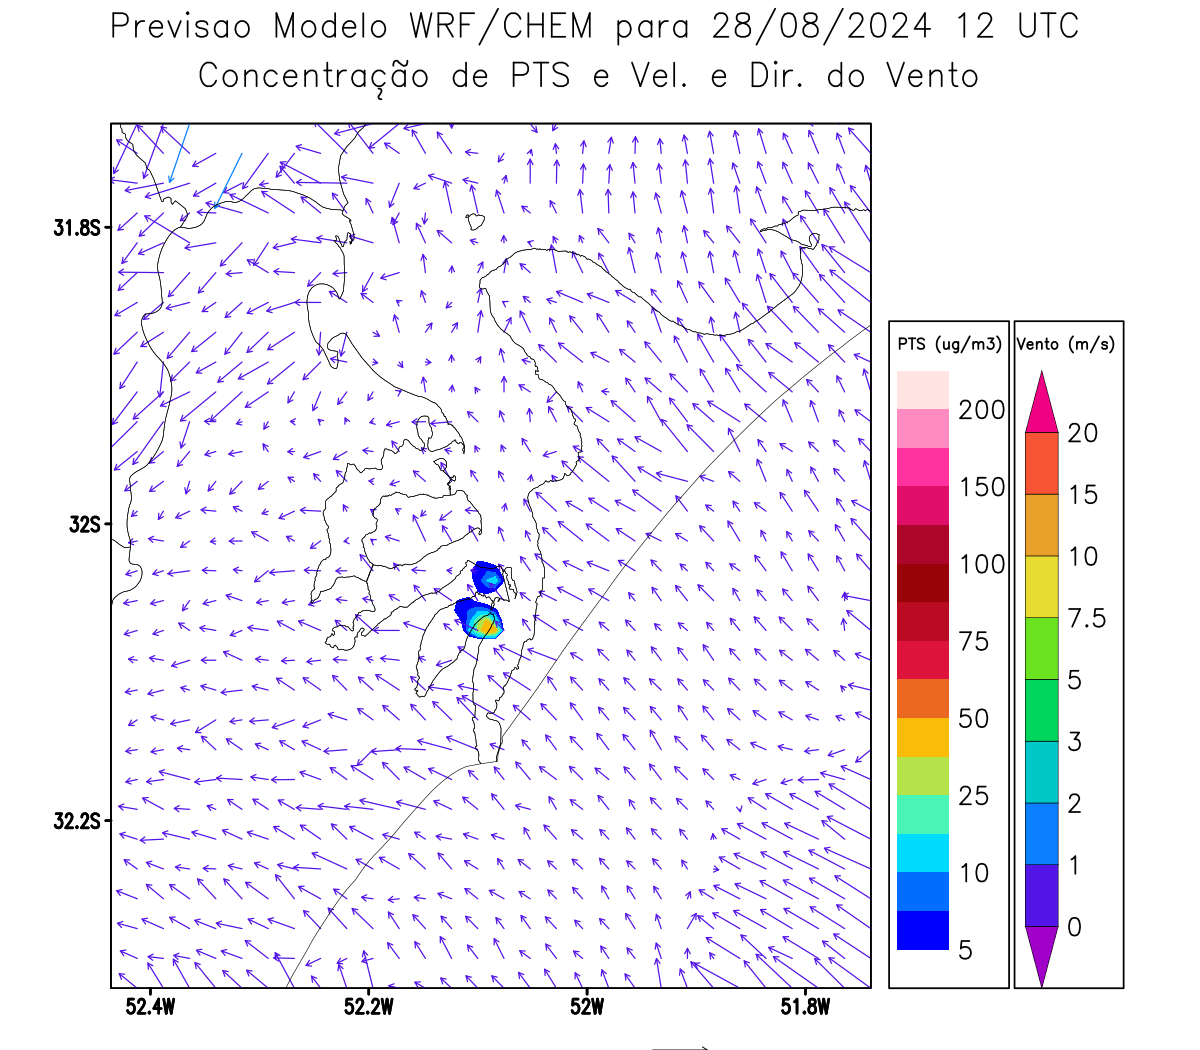 Previsao Modelo WRF/CHEM para 28/08/2024 12 UTC
Concentração de PTS e Vel. e Dir. do Vento
31.8S
32S
32.2S
52.4W
52.2W
52W
51.8W
PTS (ug/m3)
200
150
100
75
50
25
10
5
Vento (m/s)
20
15
10
7.5
5
3
2
1
0